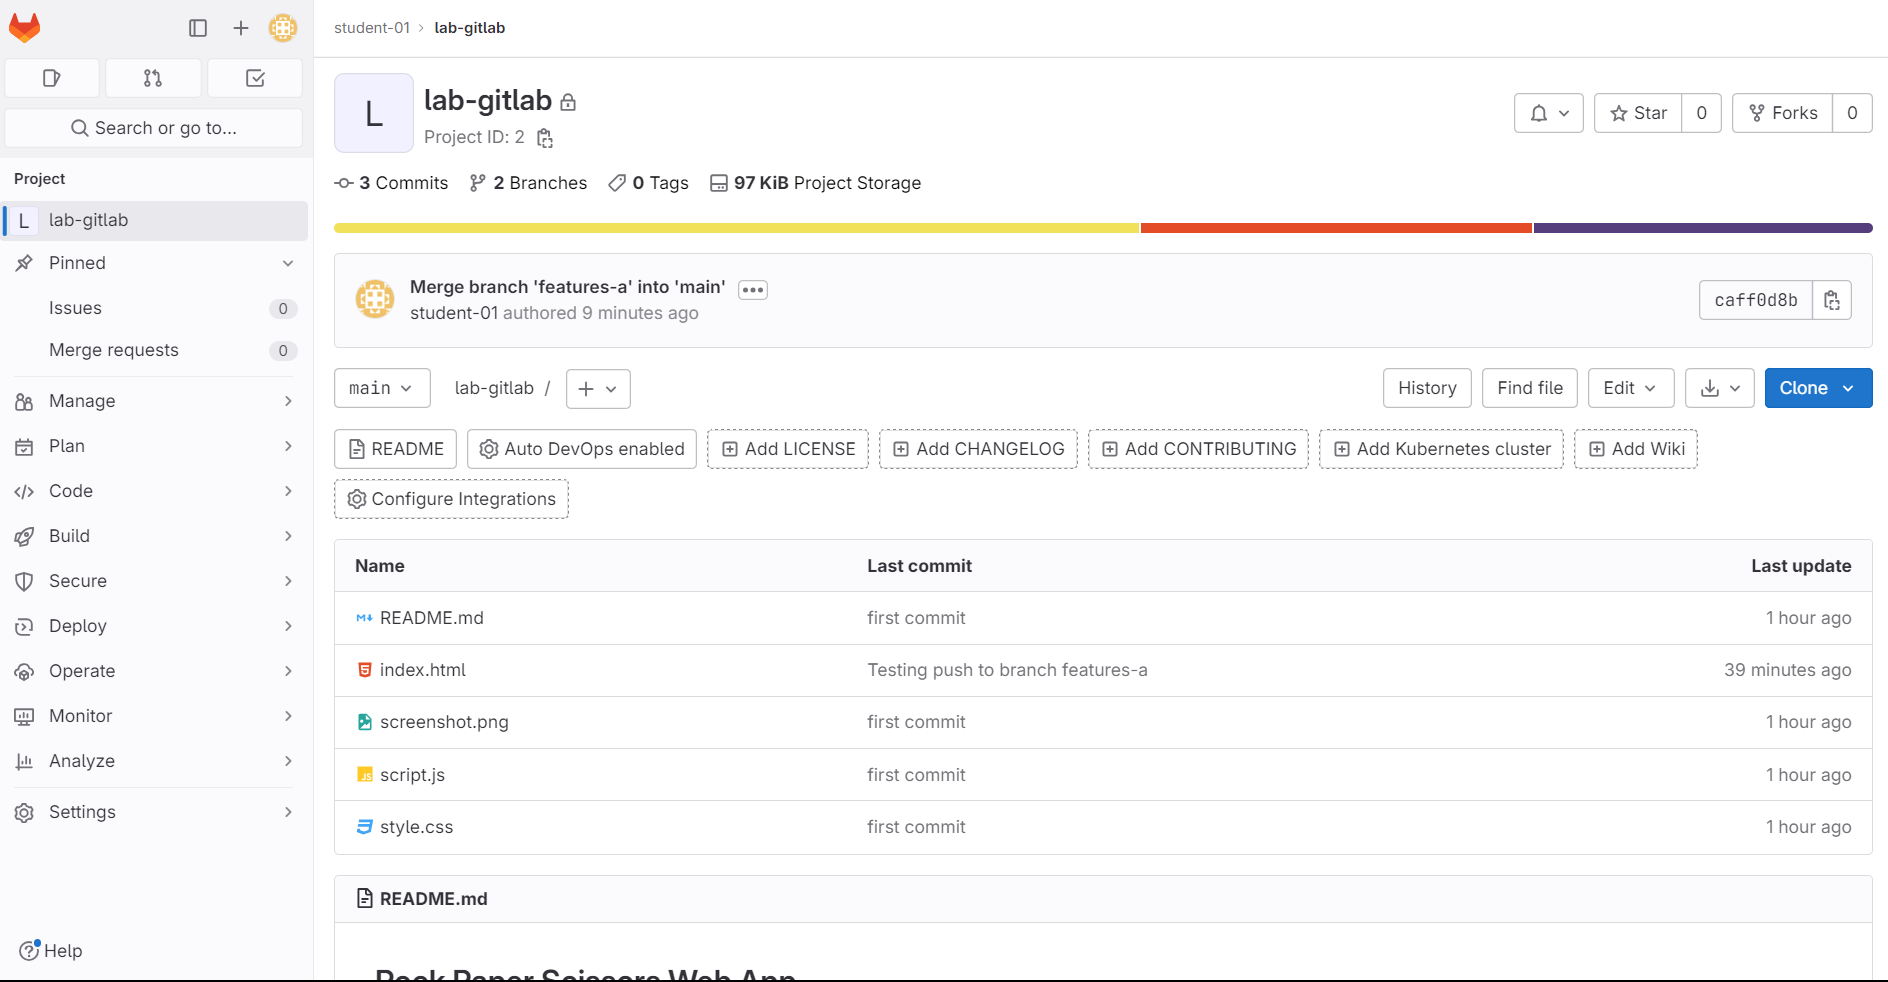 student-01 › lab-gitlab
Search or go to...
Project
L lab-gitlab
Pinned
Issues 0
Merge requests 0
Manage
Plan
Code
Build
Secure
Deploy
Operate
Monitor
Analyze
Settings
Help
L
lab-gitlab
Project ID: 2
Star 0
Forks 0
3 Commits
2 Branches
0 Tags
97 KiB Project Storage
Merge branch 'features-a' into 'main'
student-01 authored 9 minutes ago
caff0d8b
main
lab-gitlab /
History
Find file
Edit
Clone
README
Auto DevOps enabled
Add LICENSE
Add CHANGELOG
Add CONTRIBUTING
Add Kubernetes cluster
Add Wiki
Configure Integrations
Name Last commit Last update
README.md first commit 1 hour ago
index.html Testing push to branch features-a 39 minutes ago
screenshot.png first commit 1 hour ago
script.js first commit 1 hour ago
style.css first commit 1 hour ago
README.md
Rock Paper Scissors Web App